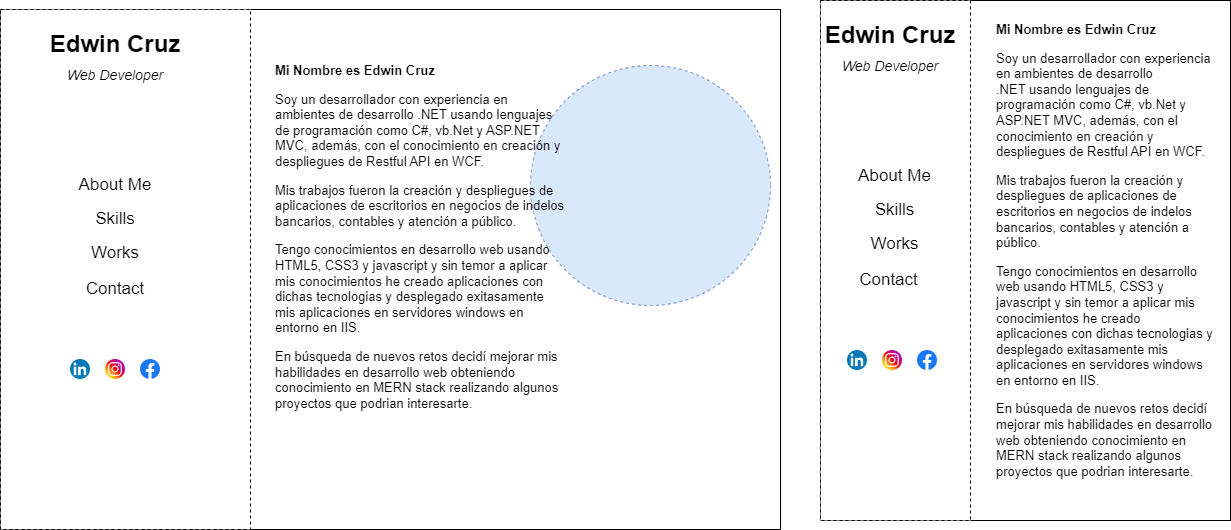 Edwin Cruz
Web Developer
About Me
Skills
Works
Contact
Mi Nombre es Edwin Cruz
Soy un desarrollador con experiencia en
ambientes de desarrollo .NET usando lenguajes
de programación como C#, vb.Net y ASP.NET
MVC, además, con el conocimiento en creación y
despliegues de Restful API en WCF.
Mis trabajos fueron la creación y despliegues de
aplicaciones de escritorios en negocios de indelos
bancarios, contables y atención a público.
Tengo conocimientos en desarrollo web usando
HTML5, CSS3 y javascript y sin temor a aplicar
mis conocimientos he creado aplicaciones con
dichas tecnologias y desplegado exitasamente
mis aplicaciones en servidores windows en
entorno en IIS.
En búsqueda de nuevos retos decidí mejorar mis
habilidades en desarrollo web obteniendo
conocimiento en MERN stack realizando algunos
proyectos que podrian interesarte.
Edwin Cruz
Web Developer
About Me
Skills
Works
Contact
Mi Nombre es Edwin Cruz
Soy un desarrollador con experiencia
en ambientes de desarrollo
.NET usando lenguajes de
programación como C#, vb.Net y
ASP.NET MVC, además, con el
conocimiento en creación y
despliegues de Restful API en WCF.
Mis trabajos fueron la creación y
despliegues de aplicaciones de
escritorios en negocios de indelos
bancarios, contables y atención a
público.
Tengo conocimientos en desarrollo
web usando HTML5, CSS3 y
javascript y sin temor a aplicar mis
conocimientos he creado
aplicaciones con dichas tecnologias y
desplegado exitasamente mis
aplicaciones en servidores windows
en entorno en IIS.
En búsqueda de nuevos retos decidí
mejorar mis habilidades en desarrollo
web obteniendo conocimiento en
MERN stack realizando algunos
proyectos que podrian interesarte.